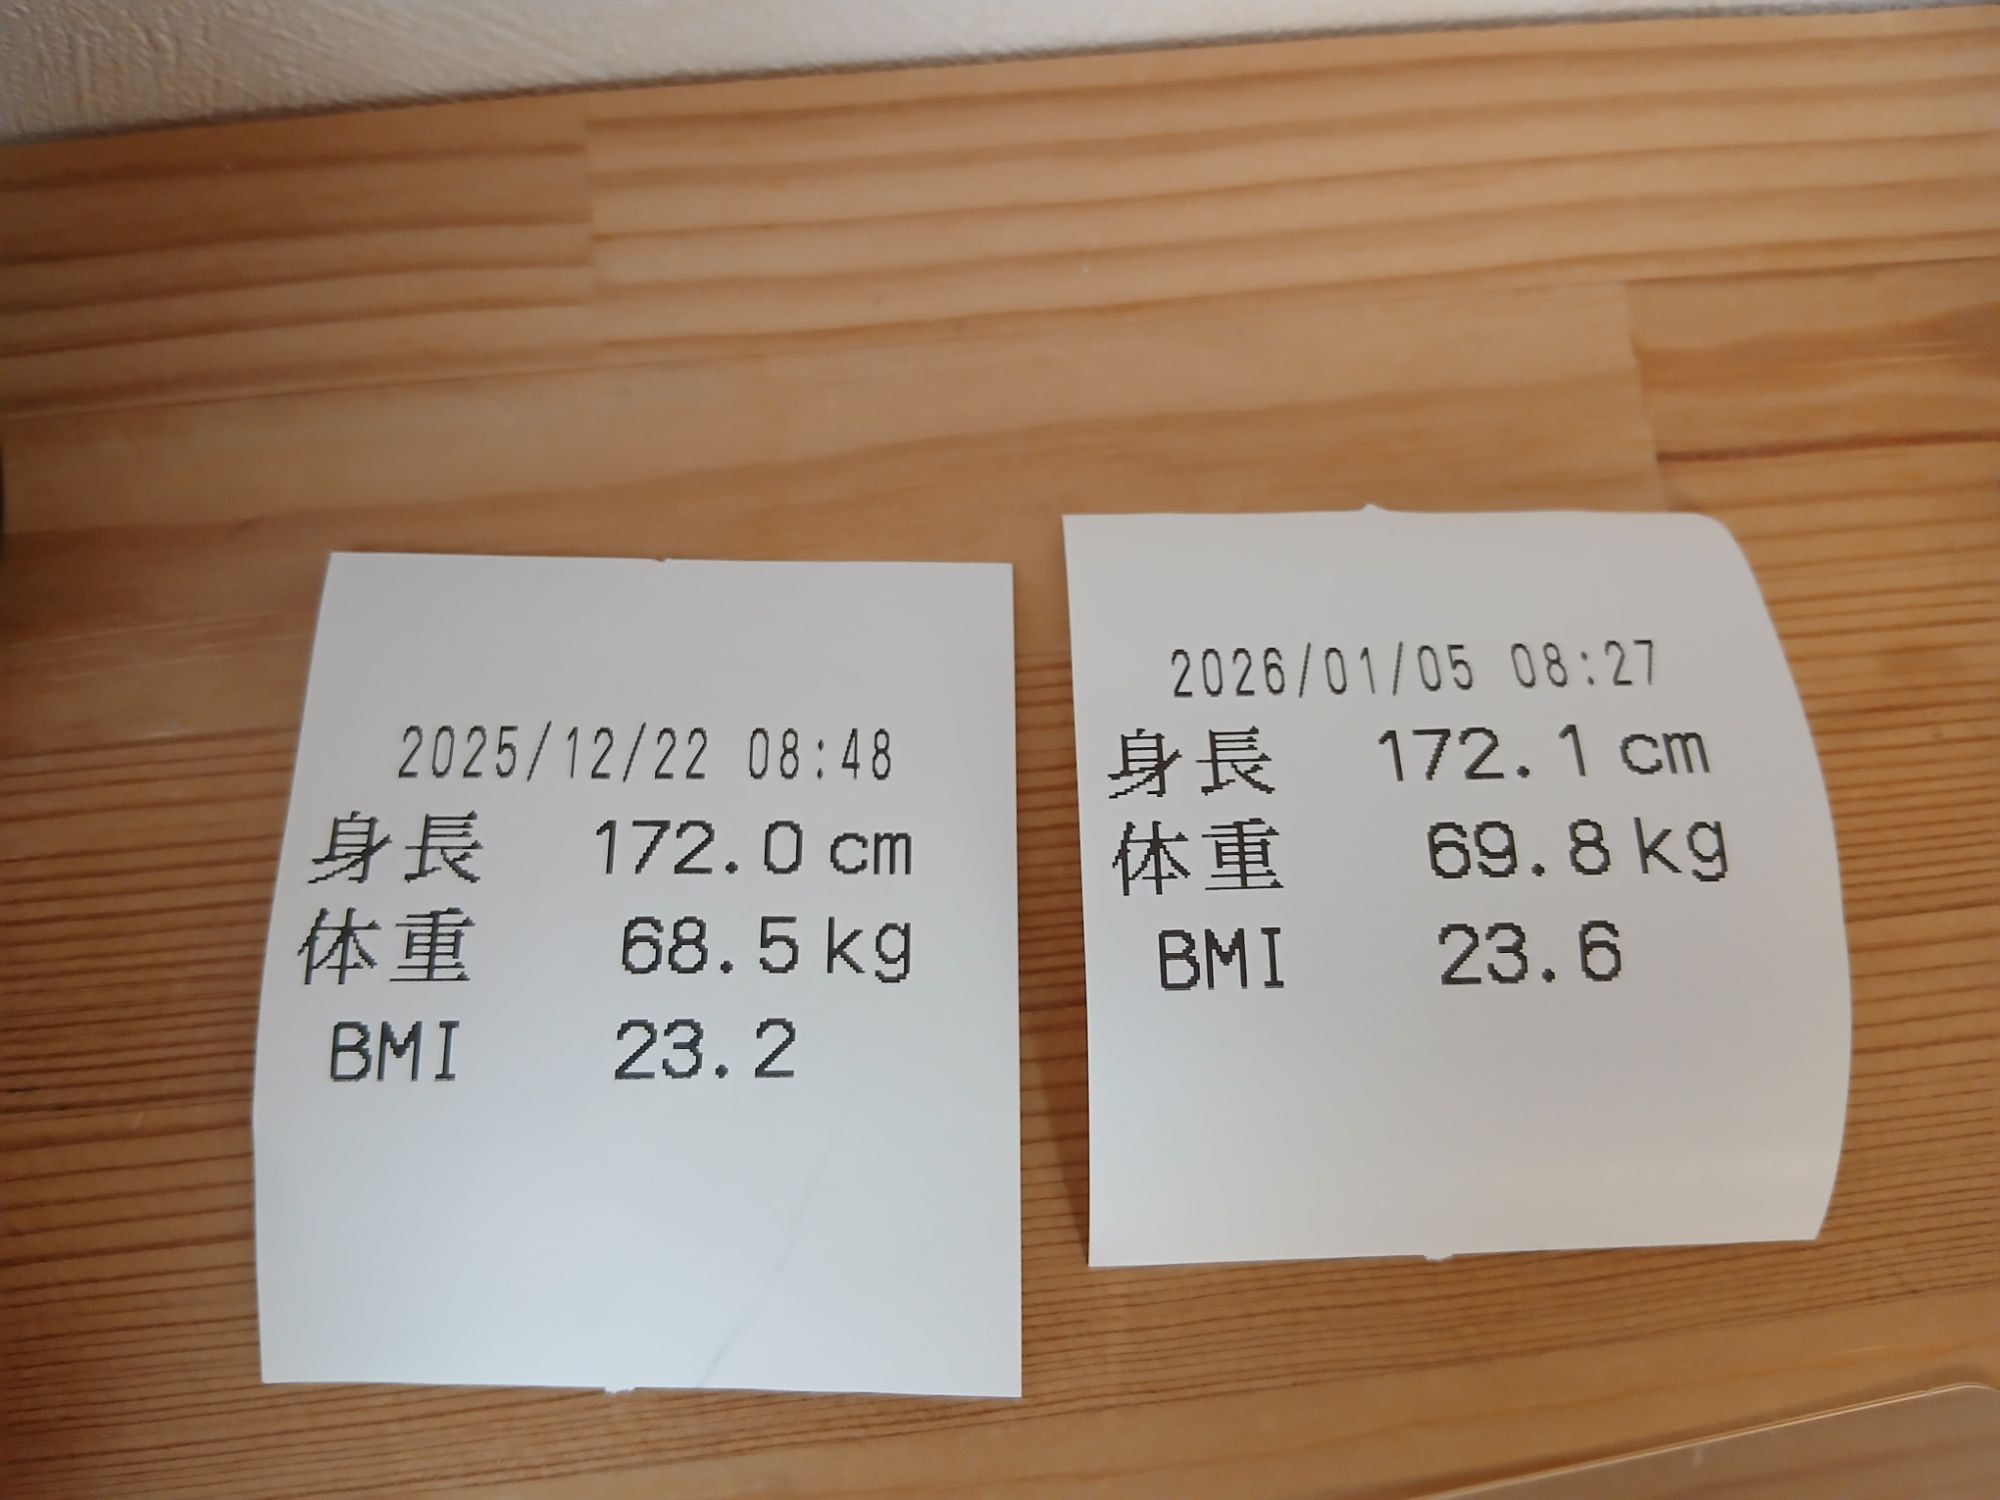 2025/12/22 08:48
身長 172.0cm
体重 68.5kg
BMI 23.2
2026/01/05 08:27
身長 172.1cm
体重 69.8kg
BMI 23.6